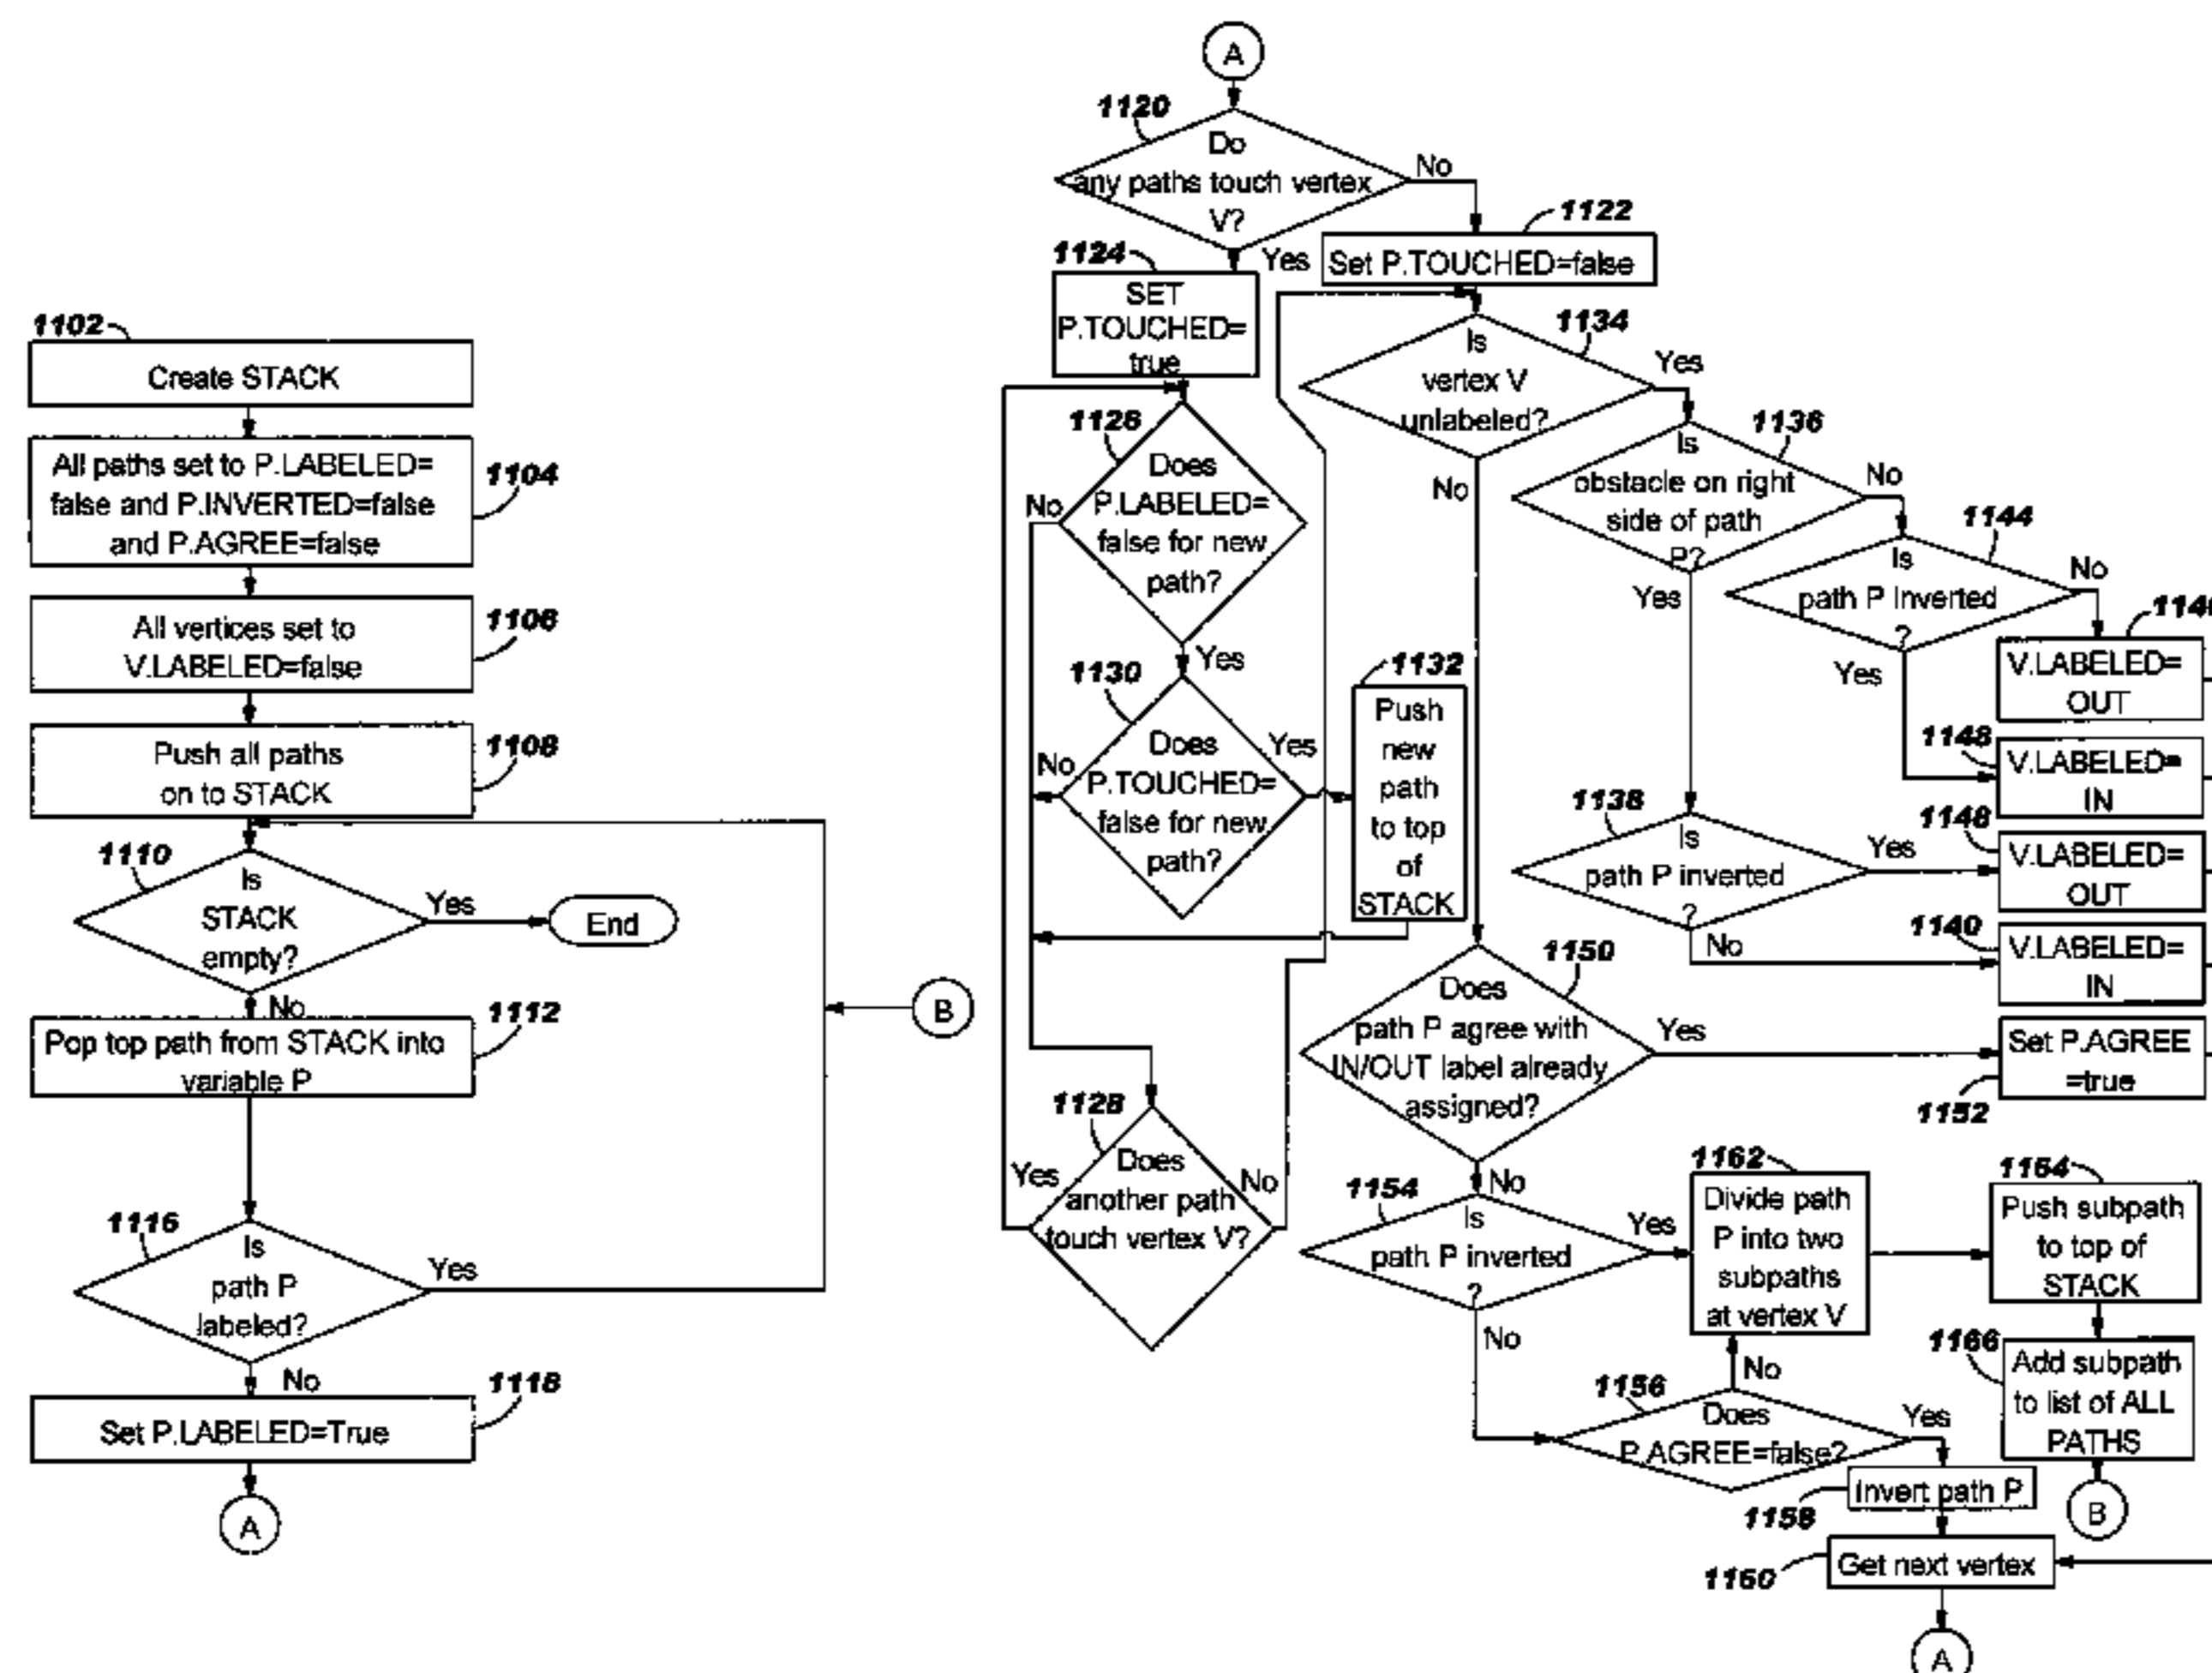 1102
Create STACK
All paths set to P.LABELED=
false and P.INVERTED=false
and P.AGREE=false
1104
All vertices set to
V.LABELED=false
1106
Push all paths
on to STACK
1108
1110
Is
STACK
empty?
Yes
End
No
Pop top path from STACK into
variable P
1112
B
1116
Is
path P
labeled?
Yes
No
Set P.LABELED=True
1118
A
A
1120
Do
any paths touch vertex
V?
No
Yes
1122
Set P.TOUCHED=false
1124
SET
P.TOUCHED=
true
1126
Does
P.LABELED=
false for new
path?
No
Yes
1130
Does
P.TOUCHED=
false for new
path?
No
Yes
1132
Push
new
path
to top
of
STACK
1128
Does
another path
touch vertex V?
Yes
No
1134
Is
vertex V
unlabeled?
Yes
No
1136
Is
obstacle on right
side of path
P?
No
Yes
1144
Is
path P inverted
?
No
Yes
V.LABELED=
OUT
1148
V.LABELED=
IN
1138
Is
path P inverted
?
Yes
No
1148
V.LABELED=
OUT
1140
V.LABELED=
IN
1150
Does
path P agree with
IN/OUT label already
assigned?
Yes
No
Set P.AGREE
=true
1152
1154
Is
path P inverted
?
Yes
No
1162
Divide path
P into two
subpaths
at vertex V
1164
Push subpath
to top of
STACK
1166
Add subpath
to list of ALL
PATHS
B
1156
Does
P.AGREE=false?
No
Yes
Invert path P
1158
Get next vertex
1160
A